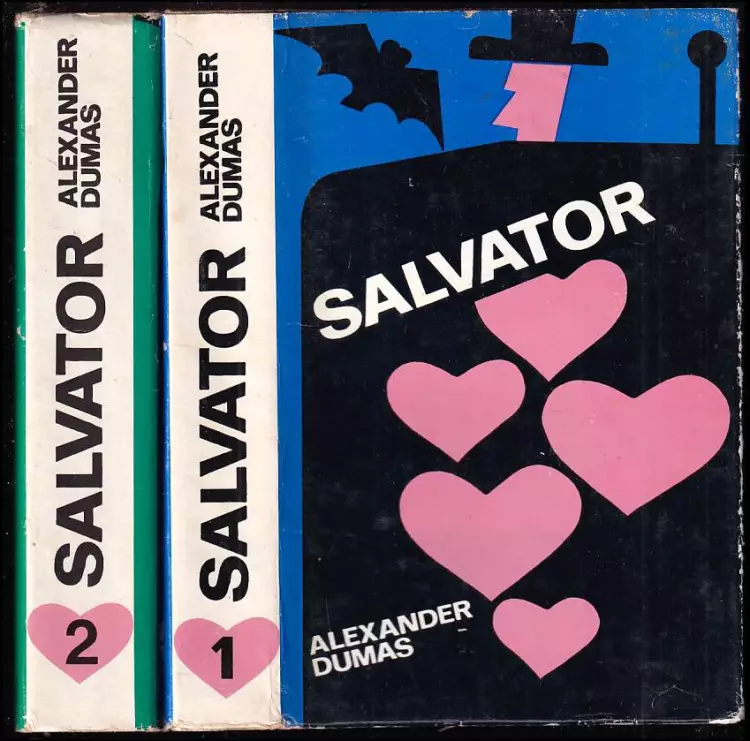 SALVATOR
ALEXANDER
DUMAS
2
SALVATOR
ALEXANDER
DUMAS
1
SALVATOR
ALEXANDER
DUMAS